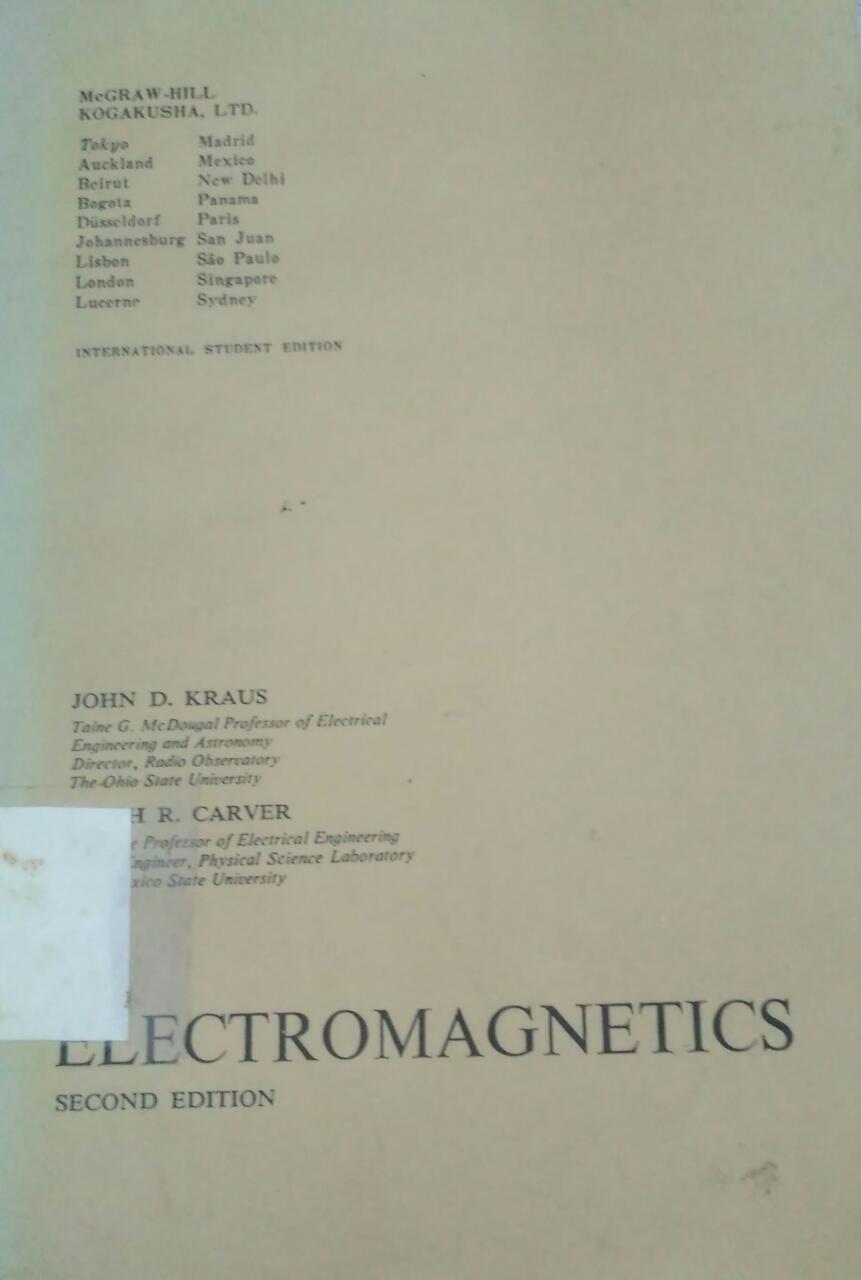 McGRAW-HILL
KOGAKUSHA, LTD.
Tokyo Madrid
Auckland Mexico
Beirut New Delhi
Bogota Panama
Düsseldorf Paris
Johannesburg San Juan
Lisbon São Paulo
London Singapore
Lucerne Sydney
INTERNATIONAL STUDENT EDITION
JOHN D. KRAUS
Taine G. McDougal Professor of Electrical
Engineering and Astronomy
Director, Radio Observatory
The Ohio State University
H R. CARVER
e Professor of Electrical Engineering
Engineer, Physical Science Laboratory
xico State University
ELECTROMAGNETICS
SECOND EDITION